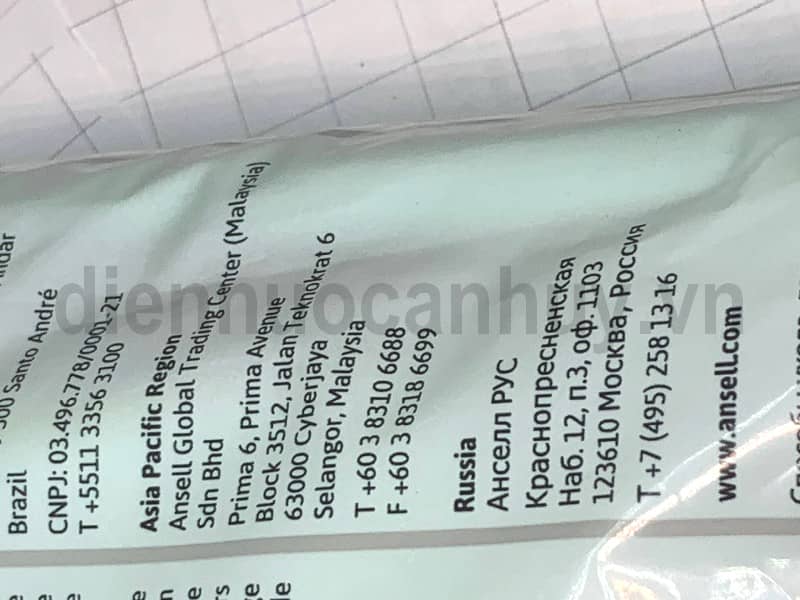 Santo André
Brazil
CNPJ: 03.496.778/0001-21
T +5511 3356 3100
Asia Pacific Region
Ansell Global Trading Center (Malaysia)
Sdn Bhd
Prima 6, Prima Avenue
Block 3512, Jalan Teknokrat 6
63000 Cyberjaya
Selangor, Malaysia
T +60 3 8310 6688
F +60 3 8318 6699
Russia
Анселл РУС
Краснопресненская
Наб. 12, п.3, оф. 1103
123610 Москва, Россия
T +7 (495) 258 13 16
www.ansell.com
diennuocanhuy.vn